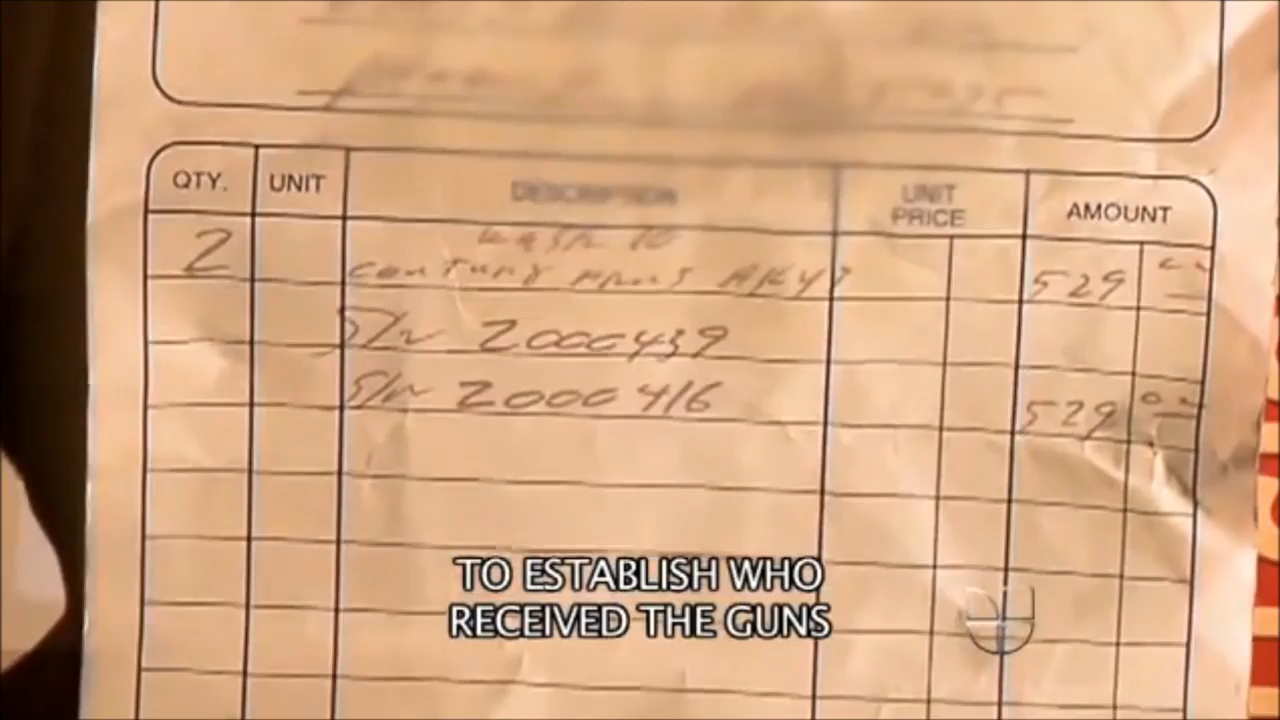 QTY. UNIT DESCRIPTION UNIT PRICE AMOUNT
2 Century Arms AK47 529
S/N 2000439
S/N 2000416 529 00
TO ESTABLISH WHO
RECEIVED THE GUNS